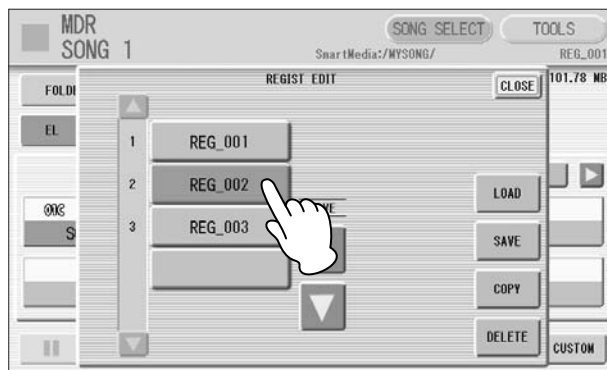 MDR
SONG 1
SONG SELECT
TOOLS
SmartMedia:/MYSONG/
REG_001
REGIST EDIT
CLOSE
101.78 MB
EL
1
REG_001
2
REG_002
3
REG_003
LOAD
SAVE
COPY
DELETE
CUSTOM